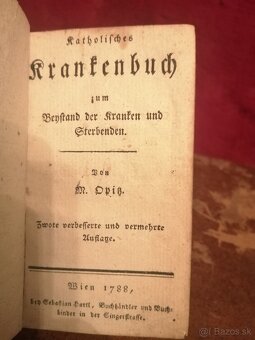 Katholisches
Krankenbuch
zum
Beystand der Kranken und
Sterbenden.
Von
M. Opitz.
Zwote verbesserte und vermehrte
Auflage.
Wien 1788,
bey Sebastian Hartl, Buchhändler und Buch-
binder in der Singerstrasse.
Bazos.sk